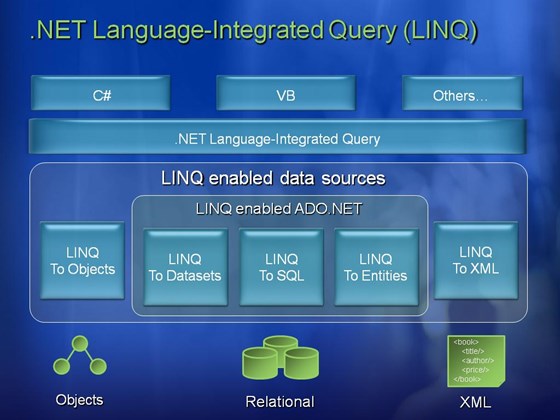 .NET Language-Integrated Query (LINQ)
C# VB Others...
.NET Language-Integrated Query
LINQ enabled data sources
LINQ enabled ADO.NET
LINQ
To Objects
LINQ
To Datasets
LINQ
To SQL
LINQ
To Entities
LINQ
To XML
<book>
<title/>
<author/>
<price/>
</book>
Objects Relational XML